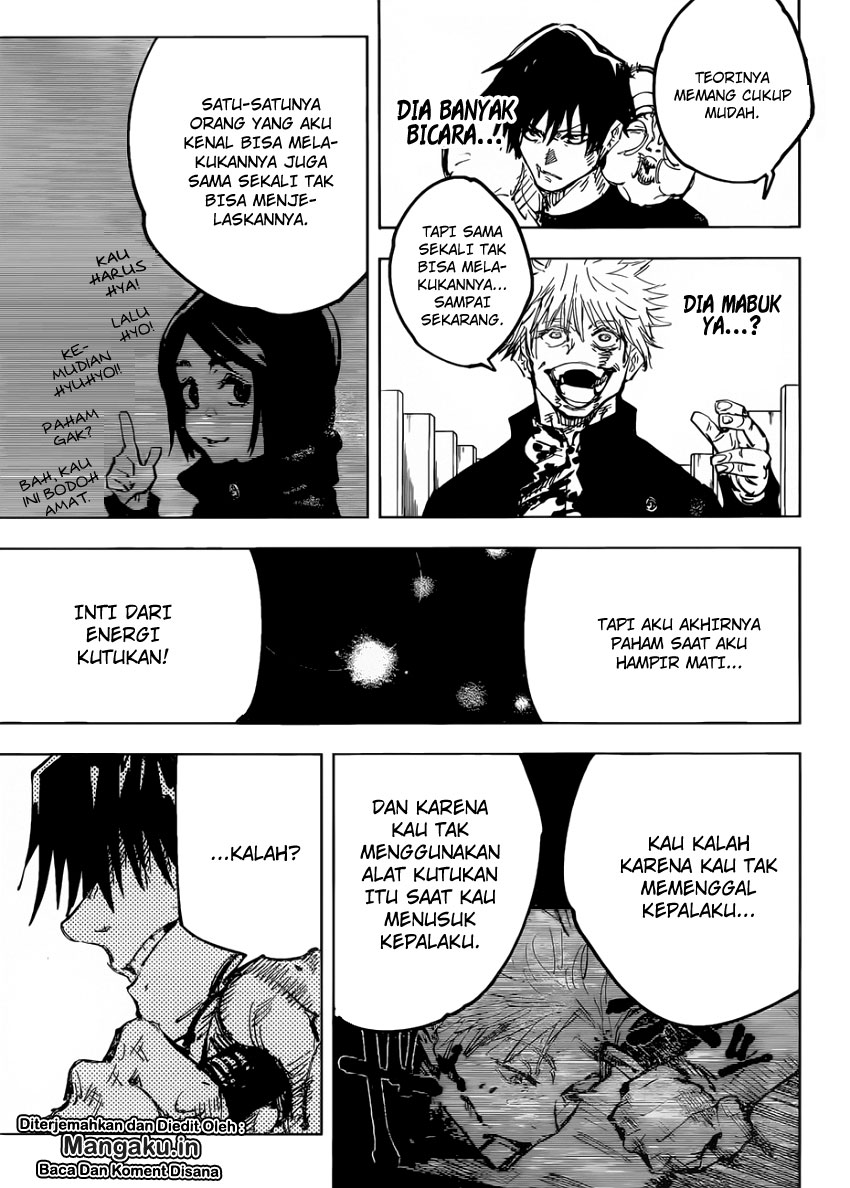 TEORINYA
MEMANG CUKUP
MUDAH.
DIA BANYAK
BICARA..!
TAPI SAMA
SEKALI TAK
BISA MELA-
KUKANNYA...
SAMPAI
SEKARANG.
DIA MABUK
YA...?
SATU-SATUNYA
ORANG YANG AKU
KENAL BISA MELA-
KUKANNYA JUGA
SAMA SEKALI TAK
BISA MENJE-
LASKANNYA.
KAU
HARUS
HYA!
LALU
HYO!
KE-
MUDIAN
HYUHYOI!
PAHAM
GAK?
BAH, KAU
INI BODOH
AMAT.
TAPI AKU AKHIRNYA
PAHAM SAAT AKU
HAMPIR MATI...
INTI DARI
ENERGI
KUTUKAN!
KAU KALAH
KARENA KAU TAK
MEMENGGAL
KEPALAKU...
DAN KARENA
KAU TAK
MENGGUNAKAN
ALAT KUTUKAN
ITU SAAT KAU
MENUSUK
KEPALAKU.
...KALAH?
Diterjemahkan dan Diedit Oleh :
Mangaku.in
Baca Dan Koment Disana